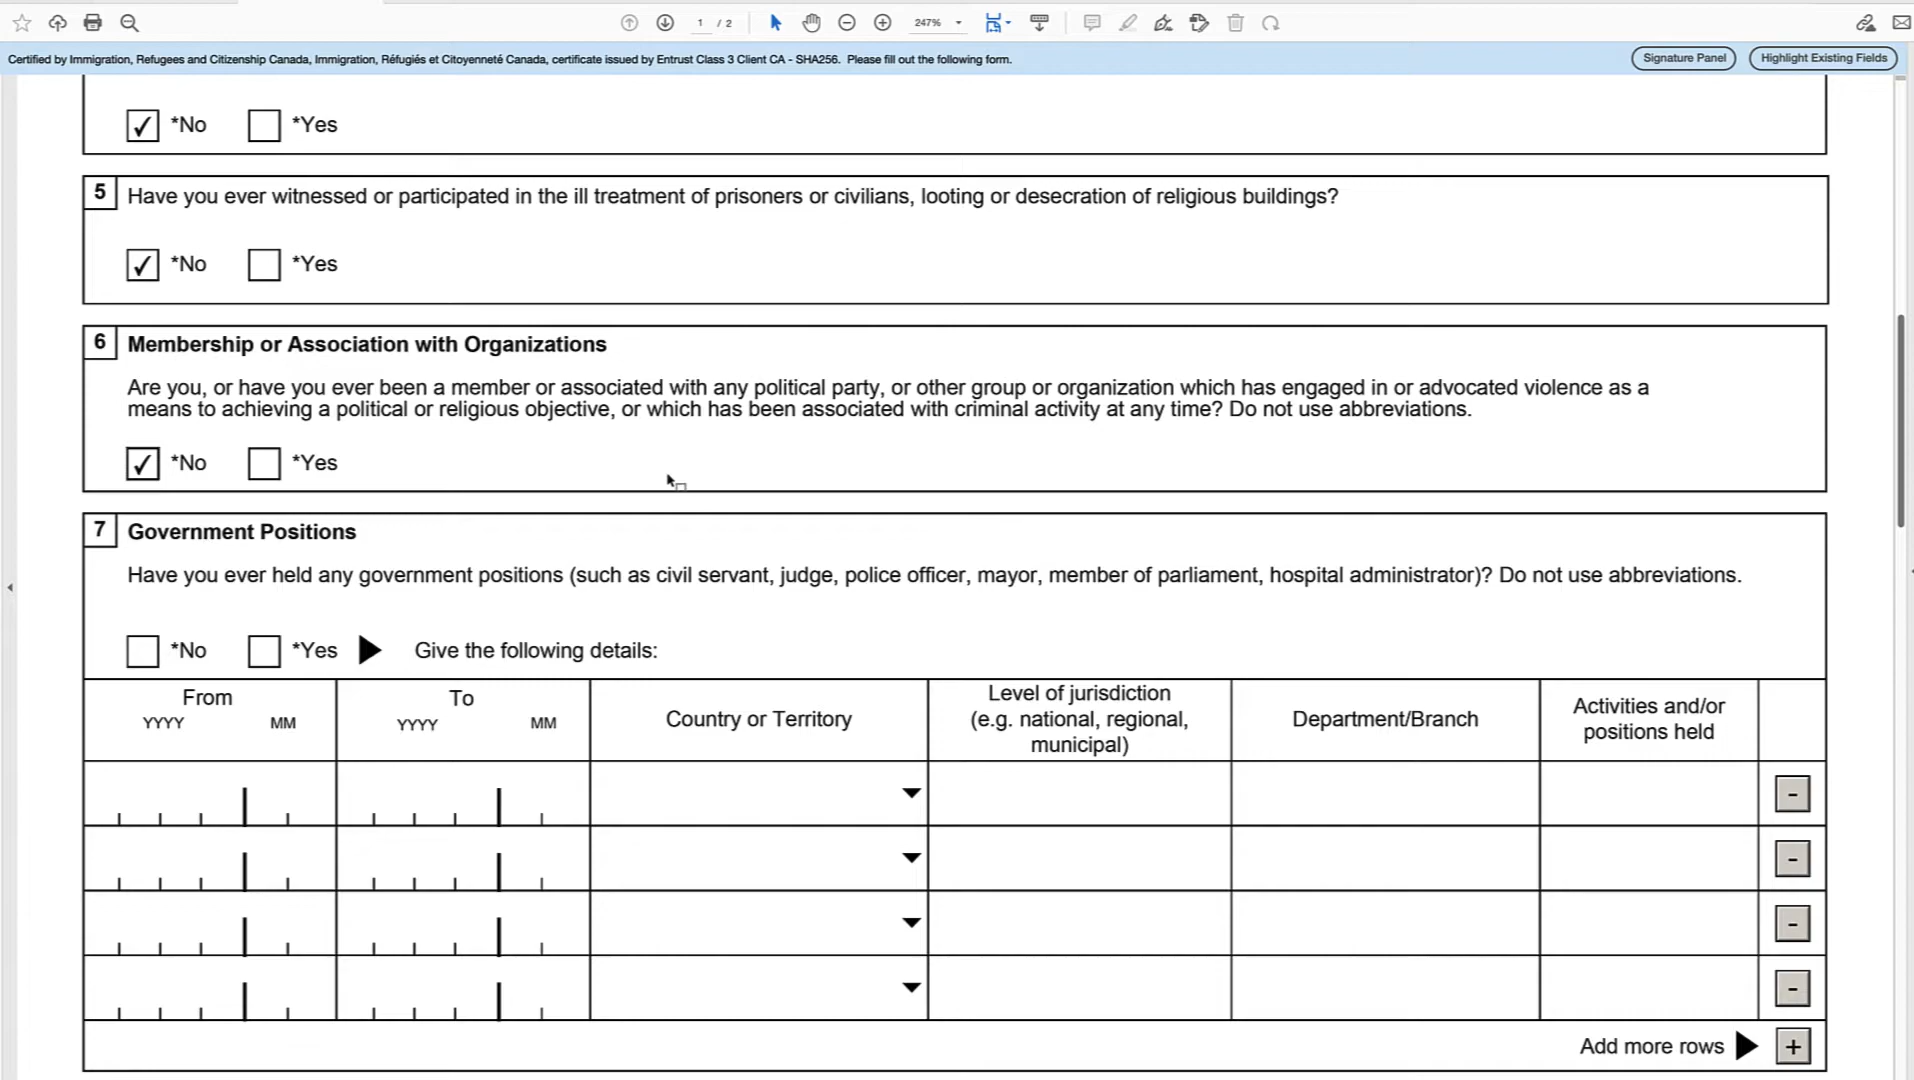 1 / 2
247%
Certified by Immigration, Refugees and Citizenship Canada, Immigration, Réfugiés et Citoyenneté Canada, certificate issued by Entrust Class 3 Client CA - SHA256. Please fill out the following form.
Signature Panel
Highlight Existing Fields
✓ *No *Yes
5 Have you ever witnessed or participated in the ill treatment of prisoners or civilians, looting or desecration of religious buildings?
✓ *No *Yes
6 Membership or Association with Organizations
Are you, or have you ever been a member or associated with any political party, or other group or organization which has engaged in or advocated violence as a
means to achieving a political or religious objective, or which has been associated with criminal activity at any time? Do not use abbreviations.
✓ *No *Yes
7 Government Positions
Have you ever held any government positions (such as civil servant, judge, police officer, mayor, member of parliament, hospital administrator)? Do not use abbreviations.
*No *Yes Give the following details:
From
YYYY MM
To
YYYY MM
Country or Territory
Level of jurisdiction
(e.g. national, regional,
municipal)
Department/Branch
Activities and/or
positions held
-
-
-
-
Add more rows +